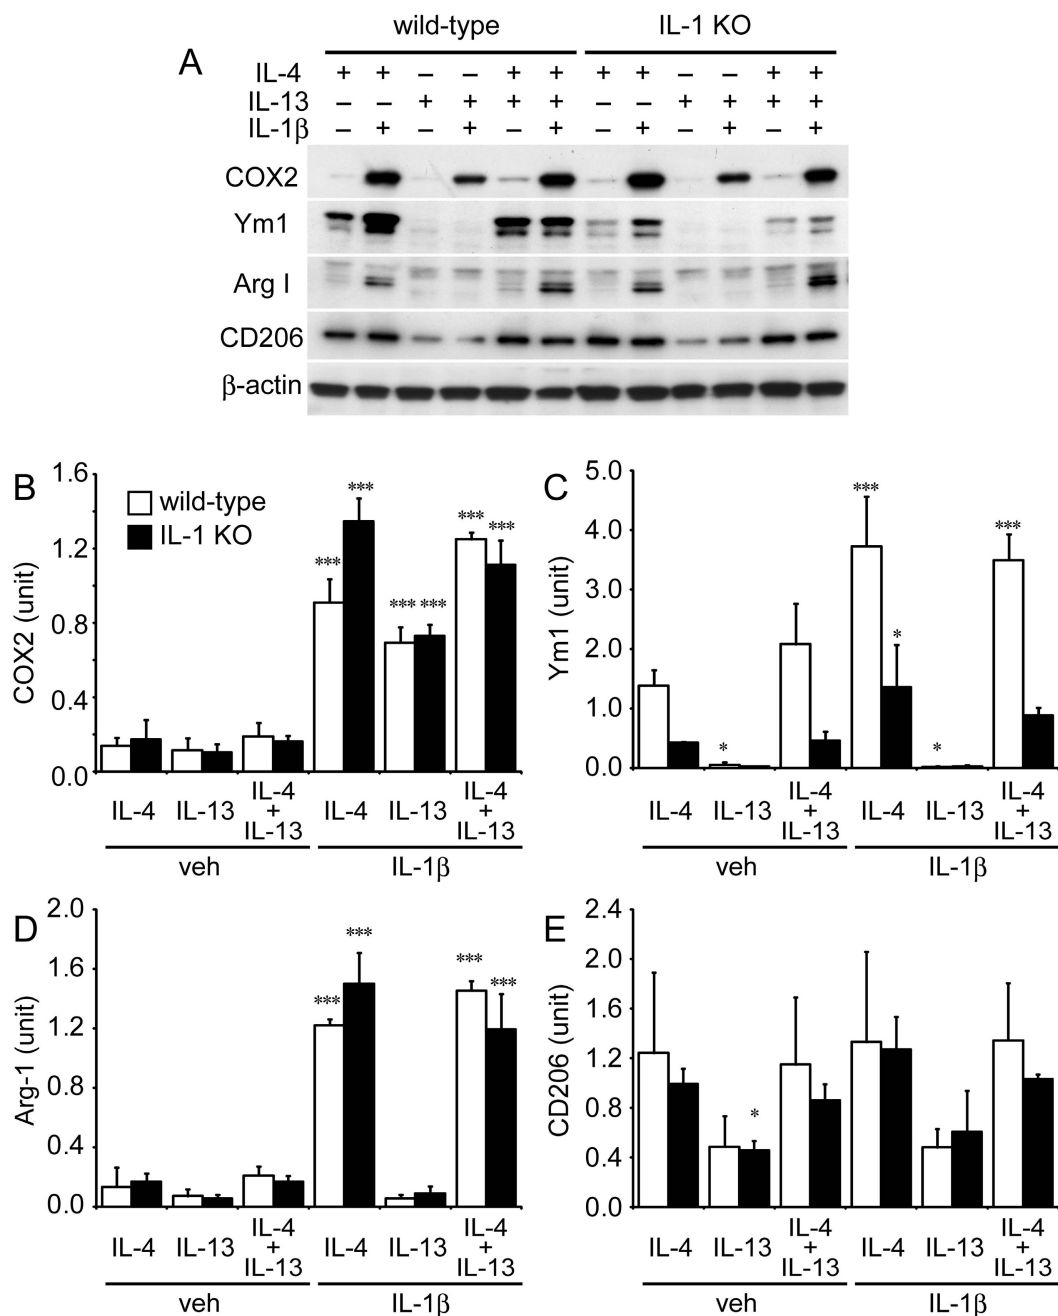 wild-type IL-1 KO
A
IL-4 + + – – + + + + – – + +
IL-13 – – + + + + – – + + + +
IL-1β – + – + – + – + – + – +
COX2
Ym1
Arg I
CD206
β-actin
B
COX2 (unit)
1.6
1.2
0.8
0.4
0.0
wild-type
IL-1 KO
*** *** *** *** *** ***
IL-4 IL-13 IL-4 + IL-13 IL-4 IL-13 IL-4 + IL-13
veh IL-1β
C
Ym1 (unit)
5.0
4.0
3.0
2.0
1.0
0.0
* *** * * ***
IL-4 IL-13 IL-4 + IL-13 IL-4 IL-13 IL-4 + IL-13
veh IL-1β
D
Arg-1 (unit)
2.0
1.6
1.2
0.8
0.4
0.0
*** *** *** ***
IL-4 IL-13 IL-4 + IL-13 IL-4 IL-13 IL-4 + IL-13
veh IL-1β
E
CD206 (unit)
2.4
2.0
1.6
1.2
0.8
0.4
0.0
*
IL-4 IL-13 IL-4 + IL-13 IL-4 IL-13 IL-4 + IL-13
veh IL-1β